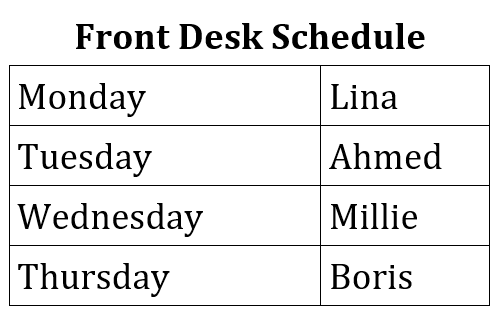 Front Desk Schedule
Monday Lina
Tuesday Ahmed
Wednesday Millie
Thursday Boris